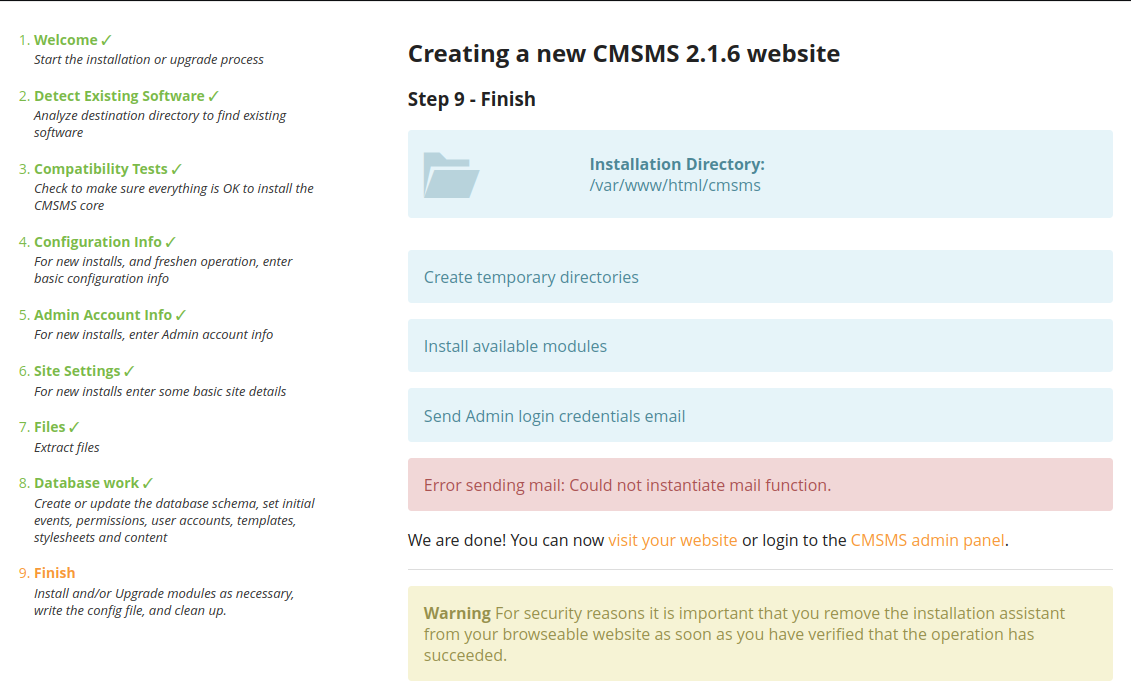 1. Welcome ✓
Start the installation or upgrade process
2. Detect Existing Software ✓
Analyze destination directory to find existing
software
3. Compatibility Tests ✓
Check to make sure everything is OK to install the
CMSMS core
4. Configuration Info ✓
For new installs, and freshen operation, enter
basic configuration info
5. Admin Account Info ✓
For new installs, enter Admin account info
6. Site Settings ✓
For new installs enter some basic site details
7. Files ✓
Extract files
8. Database work ✓
Create or update the database schema, set initial
events, permissions, user accounts, templates,
stylesheets and content
9. Finish
Install and/or Upgrade modules as necessary,
write the config file, and clean up.
Creating a new CMSMS 2.1.6 website
Step 9 - Finish
Installation Directory:
/var/www/html/cmsms
Create temporary directories
Install available modules
Send Admin login credentials email
Error sending mail: Could not instantiate mail function.
We are done! You can now visit your website or login to the CMSMS admin panel.
Warning For security reasons it is important that you remove the installation assistant
from your browseable website as soon as you have verified that the operation has
succeeded.